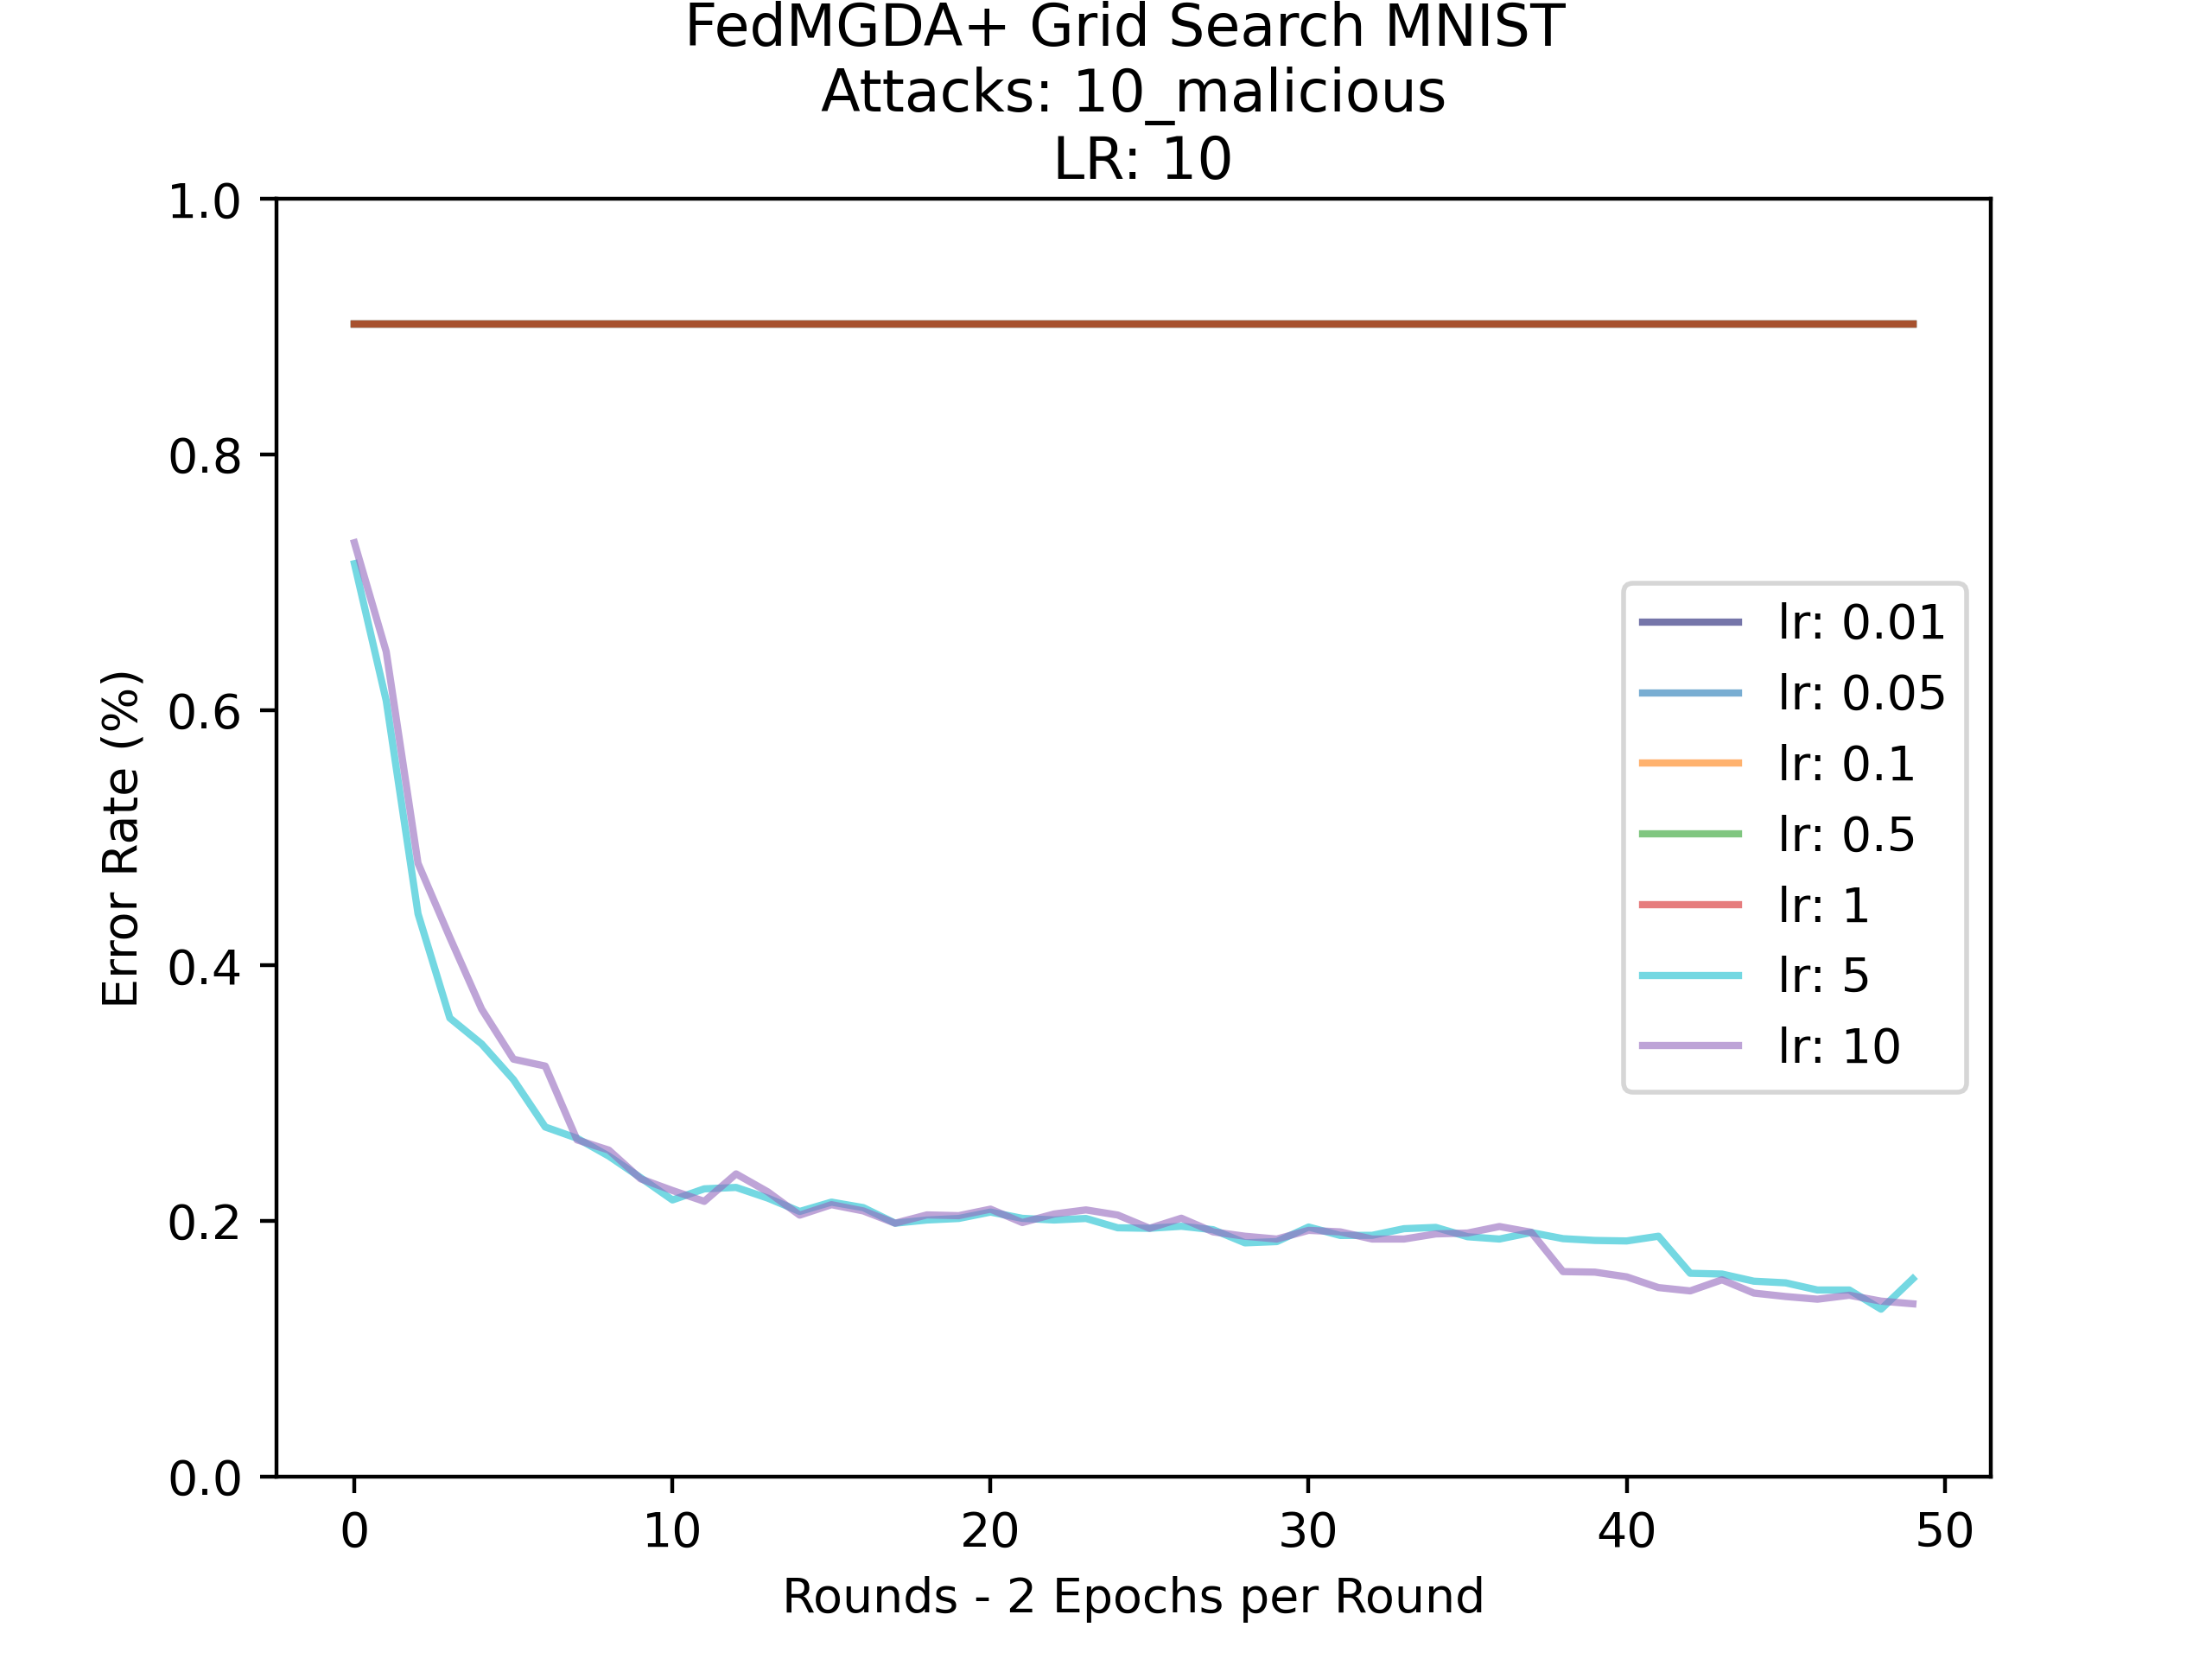 FedMGDA+ Grid Search MNIST
Attacks: 10_malicious
LR: 10
1.0
0.8
0.6
0.4
0.2
0.0
Error Rate (%)
lr: 0.01
lr: 0.05
lr: 0.1
lr: 0.5
lr: 1
lr: 5
lr: 10
0 10 20 30 40 50
Rounds - 2 Epochs per Round